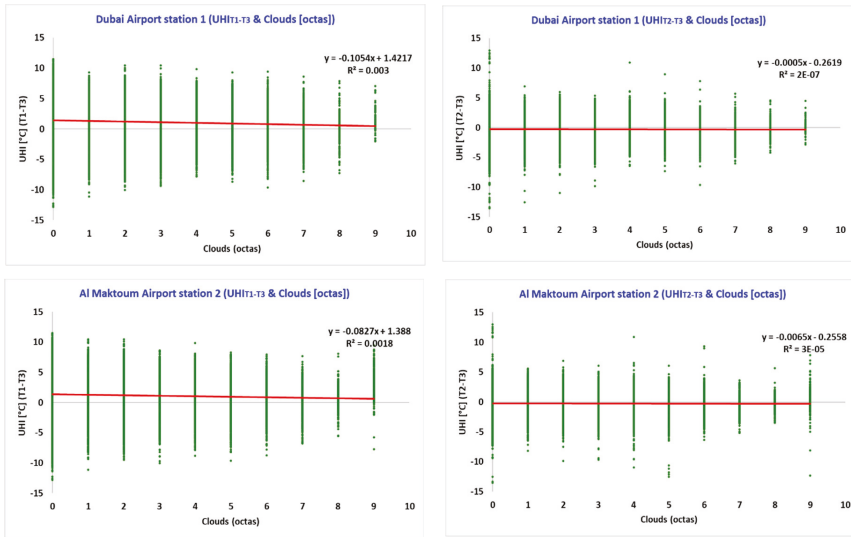 Dubai Airport station 1 (UHIT1-T3 & Clouds [octas])
y = -0.1054x + 1.4217
R² = 0.003
UHI [°C] (T1-T3)
15
10
5
0
-5
-10
-15
0 1 2 3 4 5 6 7 8 9 10
Clouds (octas)
Dubai Airport station 1 (UHIT2-T3 & Clouds [octas])
y = -0.0005x - 0.2619
R² = 2E-07
UHI [°C] (T2-T3)
15
10
5
0
-5
-10
-15
0 1 2 3 4 5 6 7 8 9 10
Clouds (octas)
Al Maktoum Airport station 2 (UHIT1-T3 & Clouds [octas])
y = -0.0827x + 1.388
R² = 0.0018
UHI [°C] (T1-T3)
15
10
5
0
-5
-10
-15
0 1 2 3 4 5 6 7 8 9 10
Clouds (octas)
Al Maktoum Airport station 2 (UHIT2-T3 & Clouds [octas])
y = -0.0065x - 0.2558
R² = 3E-05
UHI [°C] (T2-T3)
15
10
5
0
-5
-10
-15
0 1 2 3 4 5 6 7 8 9 10
Clouds (octas)